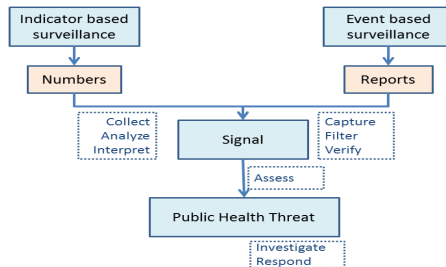 Indicator based
surveillance
Event based
surveillance
Numbers
Reports
Collect
Analyze
Interpret
Signal
Capture
Filter
Verify
Assess
Public Health Threat
Investigate
Respond